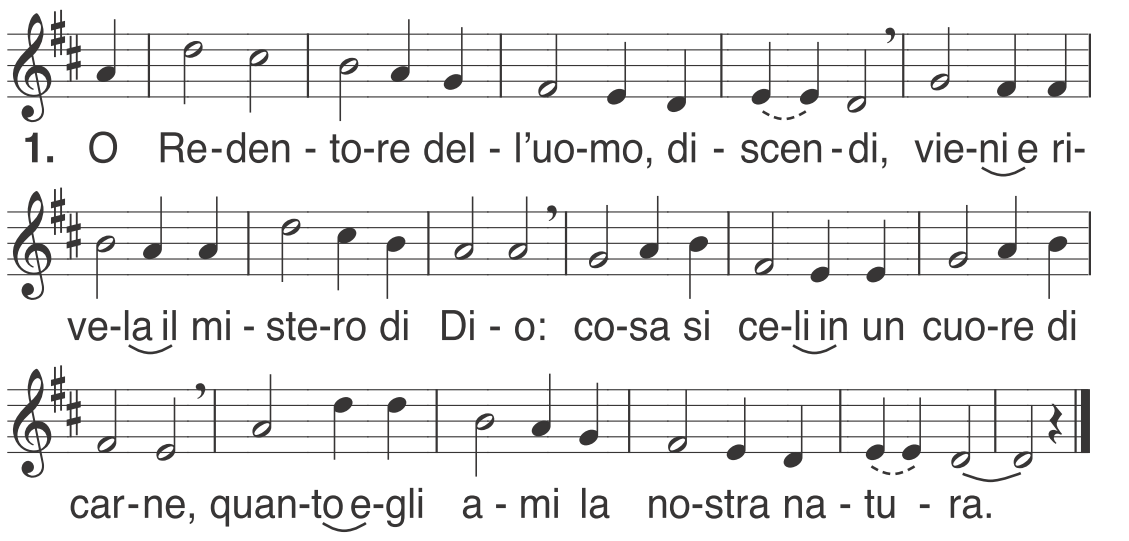 1. O Re-den - to-re del - l’uo-mo, di - scen-di, vie-ni e ri-
ve-la il mi - ste-ro di Di - o: co-sa si ce-li in un cuo-re di
car-ne, quan-to e-gli a - mi la no-stra na - tu - ra.